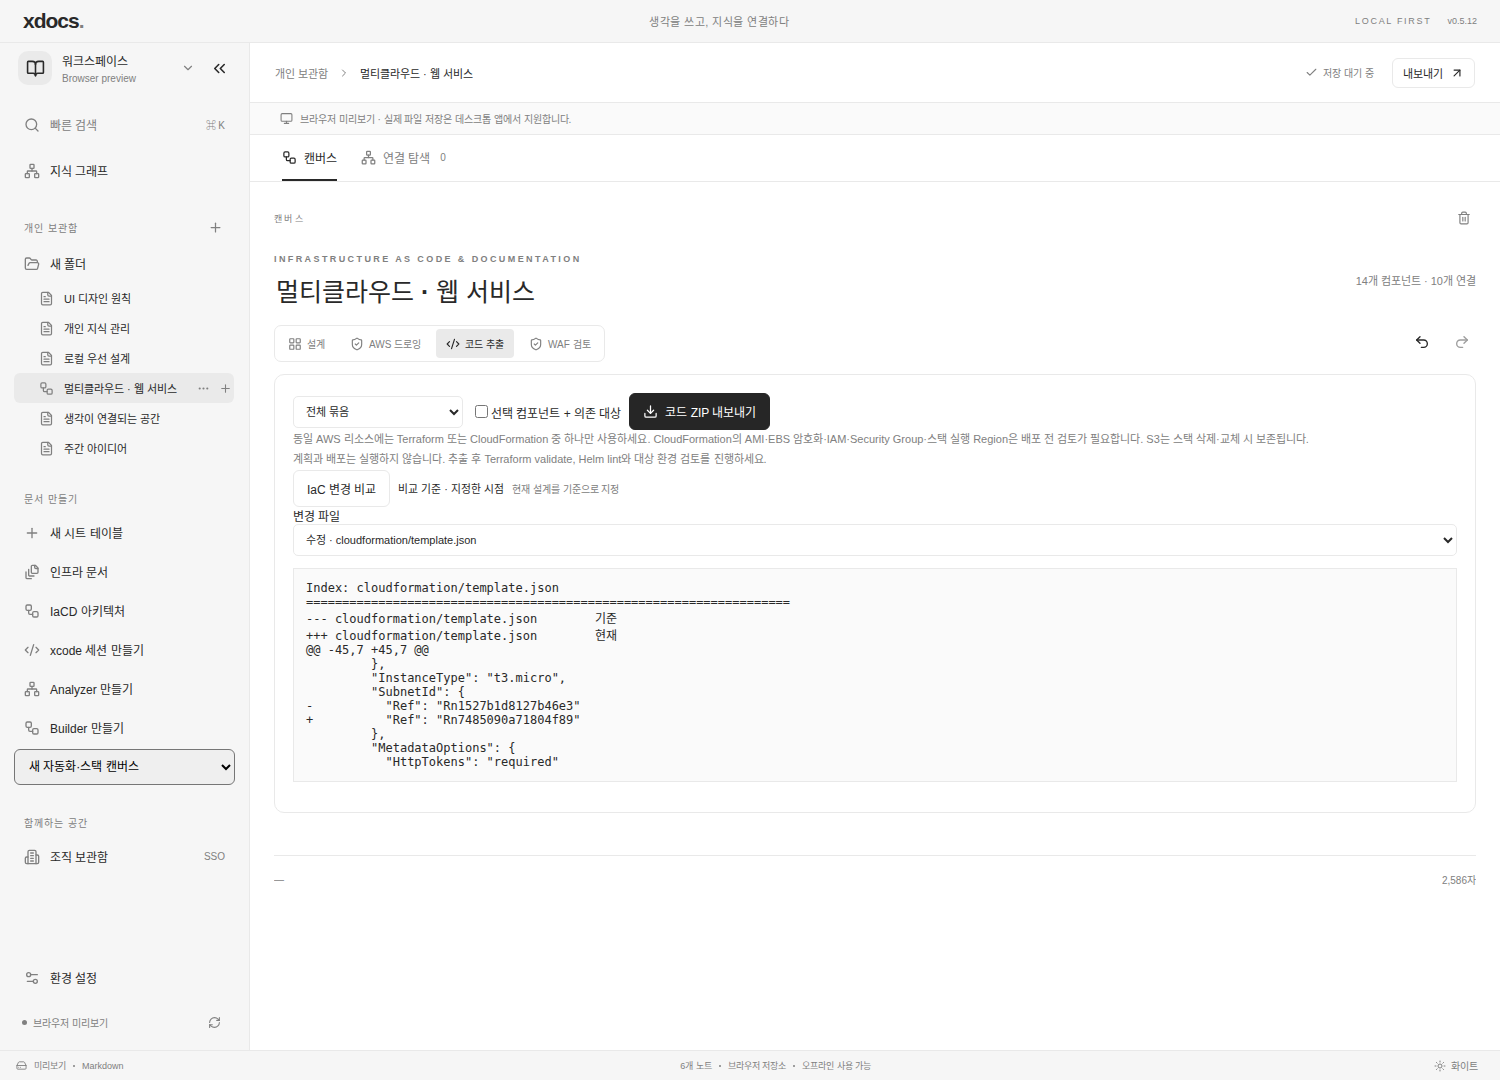 xdocs.
생각을 쓰고, 지식을 연결하다
LOCAL FIRST v0.5.12
워크스페이스
Browser preview
빠른 검색 ⌘K
지식 그래프
개인 보관함
새 폴더
UI 디자인 원칙
개인 지식 관리
로컬 우선 설계
멀티클라우드 · 웹 서비스
생각이 연결되는 공간
주간 아이디어
문서 만들기
새 시트 테이블
인프라 문서
IaCD 아키텍처
xcode 세션 만들기
Analyzer 만들기
Builder 만들기
새 자동화·스택 캔버스
함께하는 공간
조직 보관함 SSO
환경 설정
브라우저 미리보기
개인 보관함 > 멀티클라우드 · 웹 서비스
저장 대기 중
내보내기
브라우저 미리보기 · 실제 파일 저장은 데스크톱 앱에서 지원합니다.
캔버스
연결 탐색 0
캔버스
INFRASTRUCTURE AS CODE & DOCUMENTATION
멀티클라우드 · 웹 서비스
14개 컴포넌트 · 10개 연결
설계
AWS 드로잉
코드 추출
WAF 검토
전체 묶음
선택 컴포넌트 + 의존 대상
코드 ZIP 내보내기
동일 AWS 리소스에는 Terraform 또는 CloudFormation 중 하나만 사용하세요. CloudFormation의 AMI·EBS 암호화·IAM·Security Group·스택 실행 Region은 배포 전 검토가 필요합니다. S3는 스택 삭제·교체 시 보존됩니다.
계획과 배포는 실행하지 않습니다. 추출 후 Terraform validate, Helm lint와 대상 환경 검토를 진행하세요.
IaC 변경 비교
비교 기준 · 지정한 시점 현재 설계를 기준으로 지정
변경 파일
수정 · cloudformation/template.json
Index: cloudformation/template.json
===================================================================
--- cloudformation/template.json 기준
+++ cloudformation/template.json 현재
@@ -45,7 +45,7 @@
},
"InstanceType": "t3.micro",
"SubnetId": {
- "Ref": "Rn1527b1d8127b46e3"
+ "Ref": "Rn7485090a71804f89"
},
"MetadataOptions": {
"HttpTokens": "required"
—
2,586자
미리보기 · Markdown
6개 노트 · 브라우저 저장소 · 오프라인 사용 가능
화이트